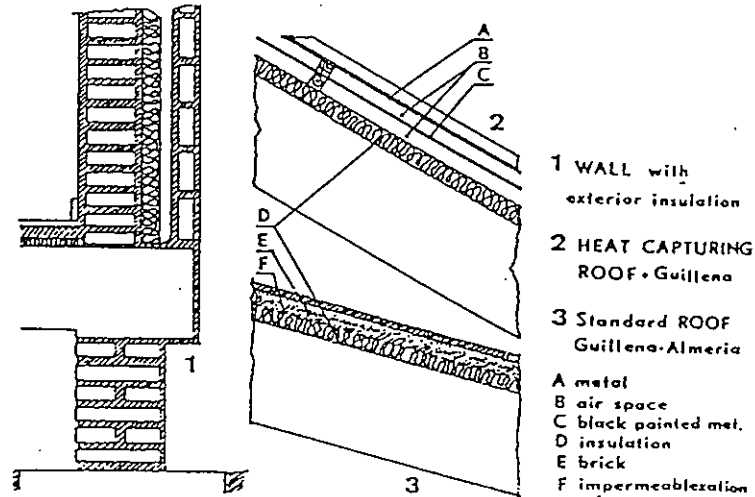 A
B
C
2
D
E
F
1
3
1 WALL with
exterior insulation
2 HEAT CAPTURING
ROOF • Guillena
3 Standard ROOF
Guillena-Almeria
A metal
B air space
C black painted met.
D insulation
E brick
F impermeablezation